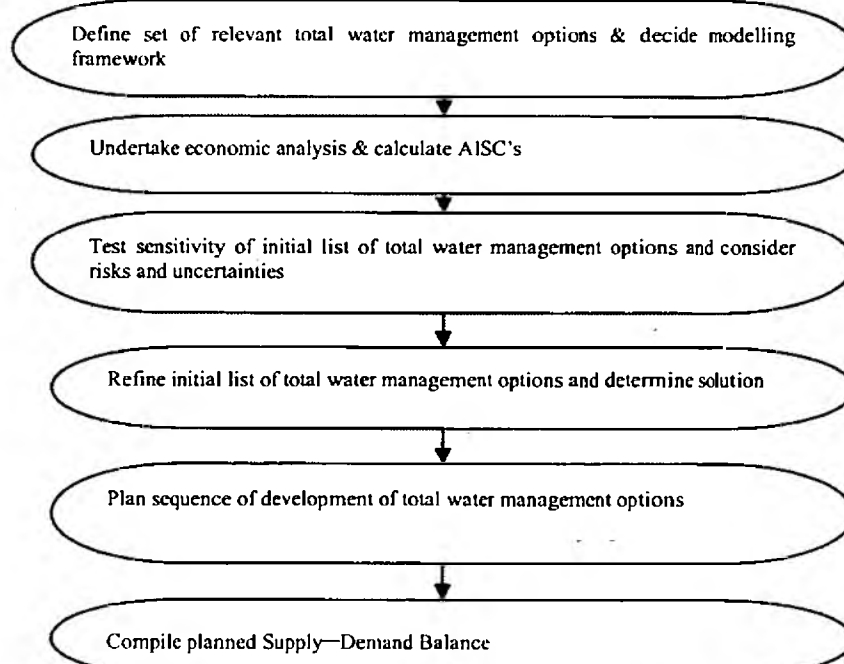 Define set of relevant total water management options & decide modelling
framework
Undertake economic analysis & calculate AISC's
Test sensitivity of initial list of total water management options and consider
risks and uncertainties
Refine initial list of total water management options and determine solution
Plan sequence of development of total water management options
Compile planned Supply—Demand Balance